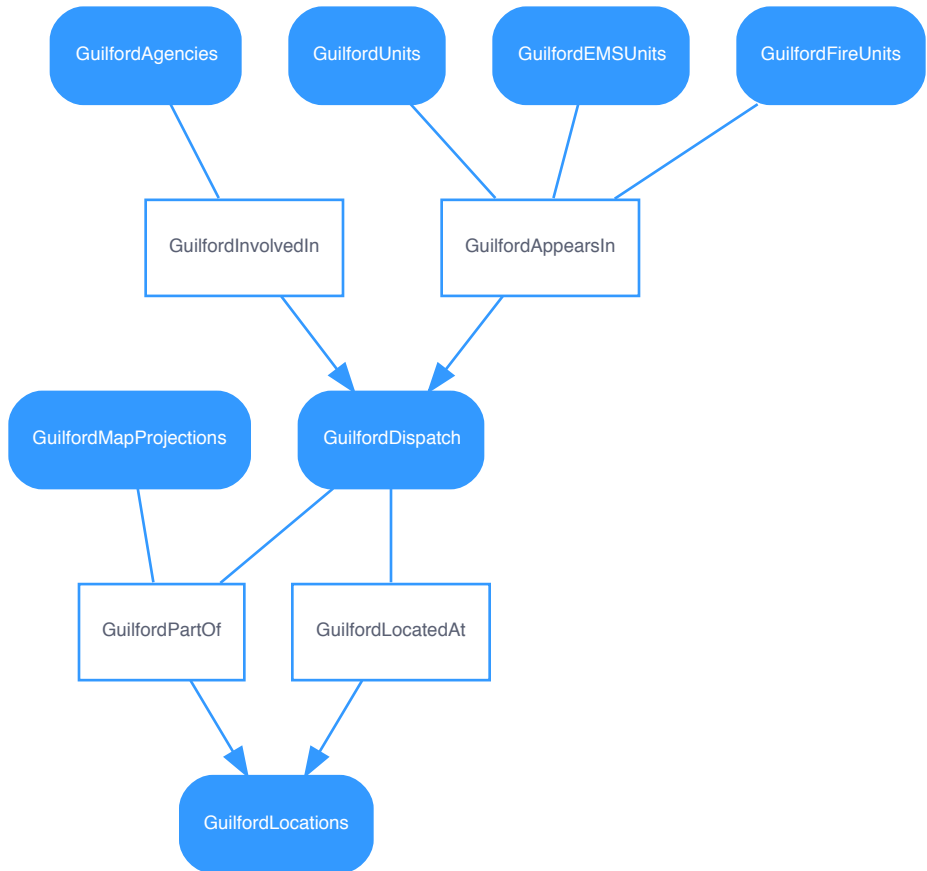 GuilfordAgencies
GuilfordUnits
GuilfordEMSUnits
GuilfordFireUnits
GuilfordInvolvedIn
GuilfordAppearsIn
GuilfordMapProjections
GuilfordDispatch
GuilfordPartOf
GuilfordLocatedAt
GuilfordLocations